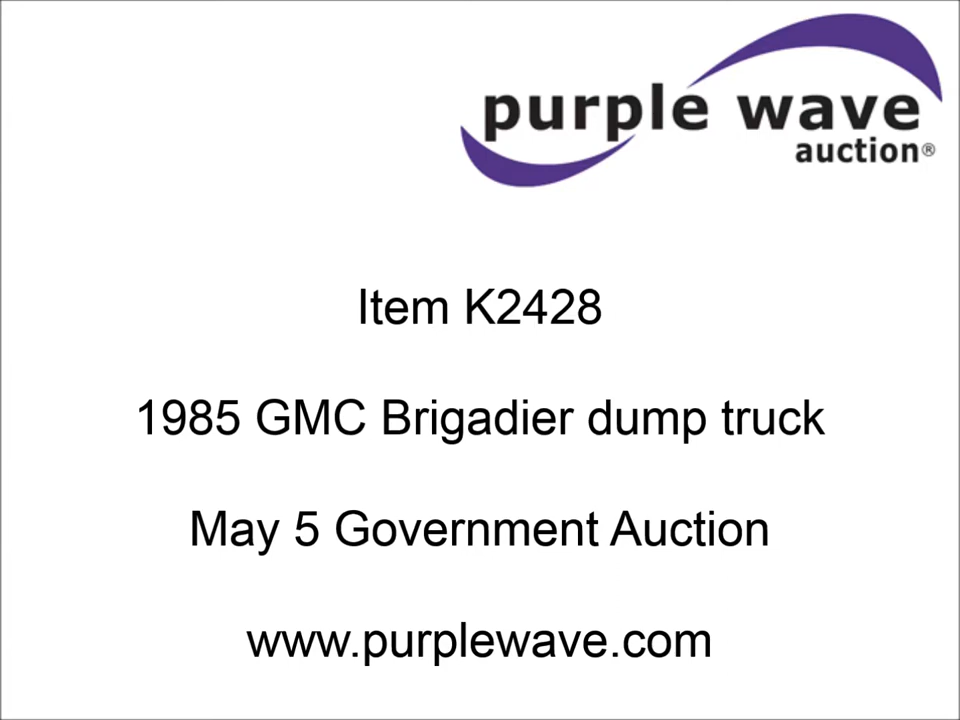 purple wave
auction®
Item K2428
1985 GMC Brigadier dump truck
May 5 Government Auction
www.purplewave.com